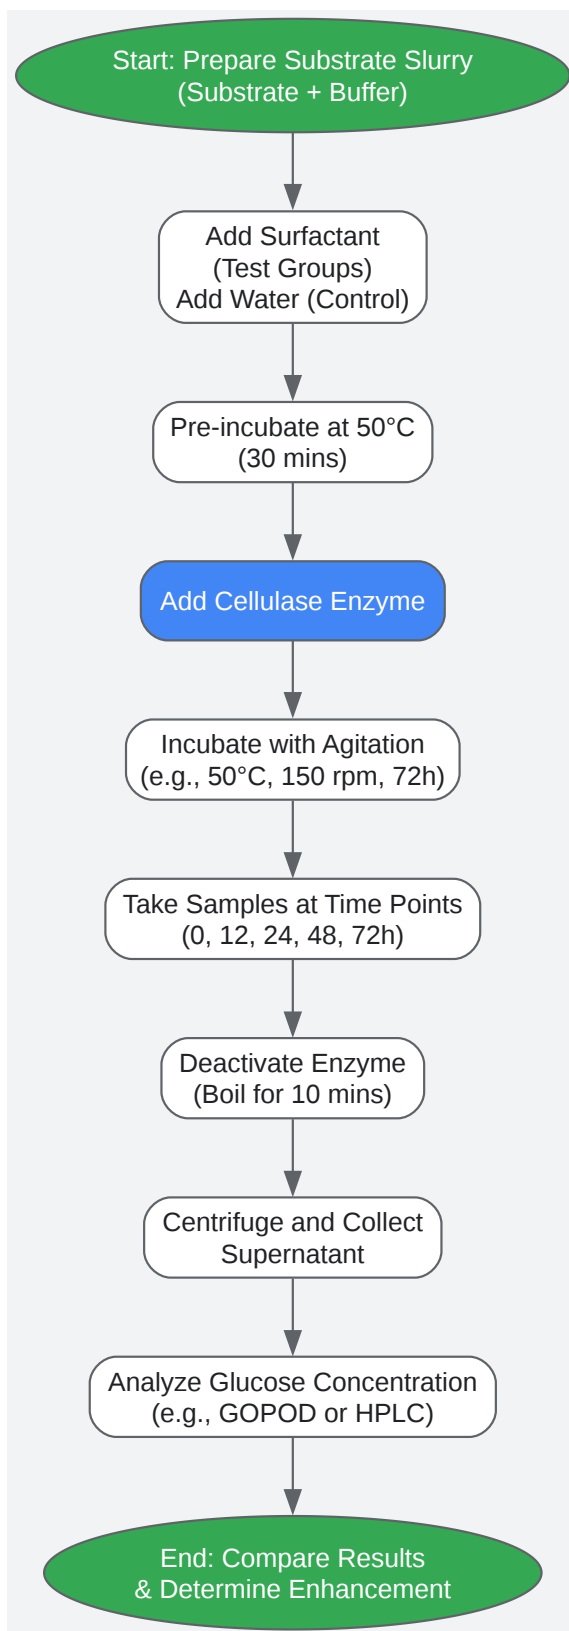 Start: Prepare Substrate Slurry
(Substrate + Buffer)
Add Surfactant
(Test Groups)
Add Water (Control)
Pre-incubate at 50°C
(30 mins)
Add Cellulase Enzyme
Incubate with Agitation
(e.g., 50°C, 150 rpm, 72h)
Take Samples at Time Points
(0, 12, 24, 48, 72h)
Deactivate Enzyme
(Boil for 10 mins)
Centrifuge and Collect
Supernatant
Analyze Glucose Concentration
(e.g., GOPOD or HPLC)
End: Compare Results
& Determine Enhancement